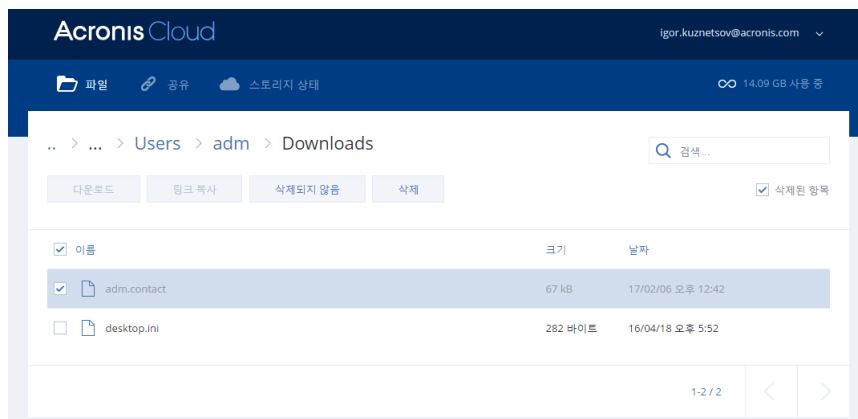 Acronis Cloud
igor.kuznetsov@acronis.com
파일 공유 스토리지 상태 14.09 GB 사용 중
.. > ... > Users > adm > Downloads
검색...
다운로드 링크 복사 삭제되지 않음 삭제 삭제된 항목
이름 크기 날짜
adm.contact 67 kB 17/02/06 오후 12:42
desktop.ini 282 바이트 16/04/18 오후 5:52
1-2 / 2